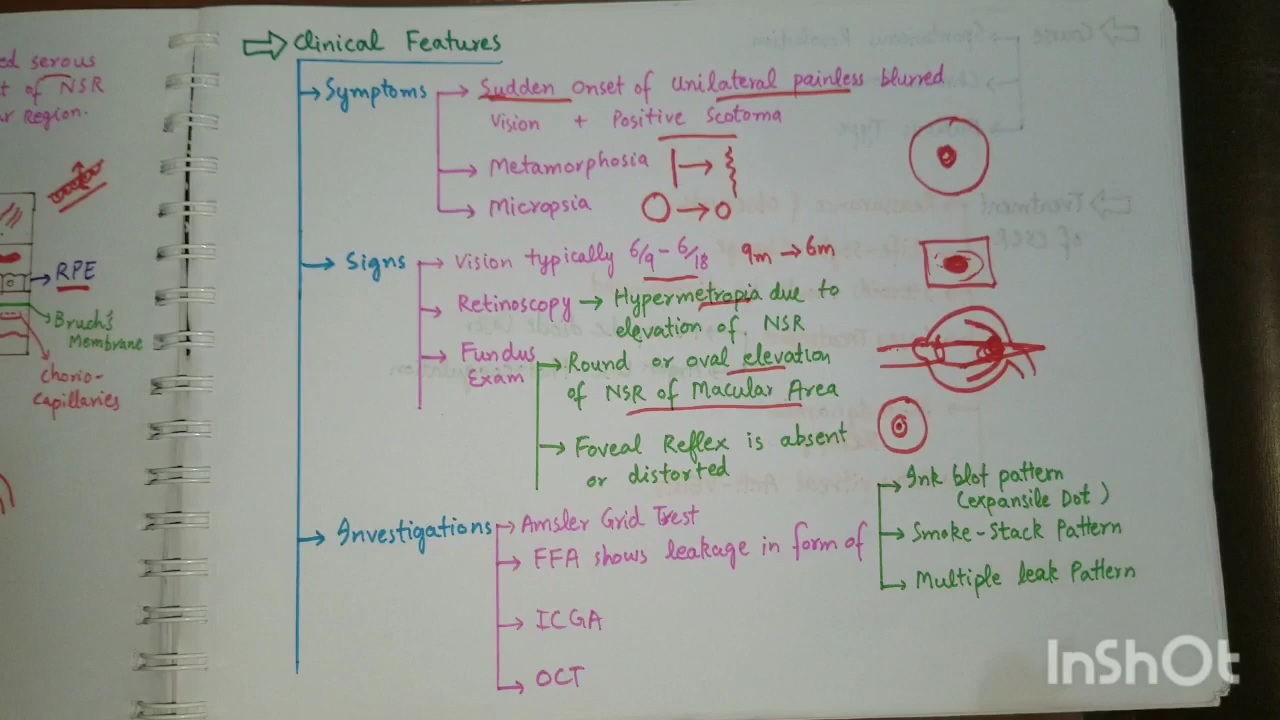 ed serous
t of NSR
ar Region.
RPE
Bruch's
Membrane
Chorio-
Capillaries
Clinical Features
Symptoms
Sudden Onset of Unilateral painless blurred
Vision + Positive Scotoma
Metamorphosia
Micropsia
Signs
Vision typically 6/9 - 6/18 9m → 6m
Retinoscopy → Hypermetropia due to
elevation of NSR
Fundus
Exam
Round or oval elevation
of NSR of Macular Area
Foveal Reflex is absent
or distorted
Investigations
Amsler Grid Trest
FFA shows leakage in form of
Ink blot pattern
(expansile Dot)
Smoke-Stack Pattern
Multiple leak Pattern
ICGA
OCT
InShOt